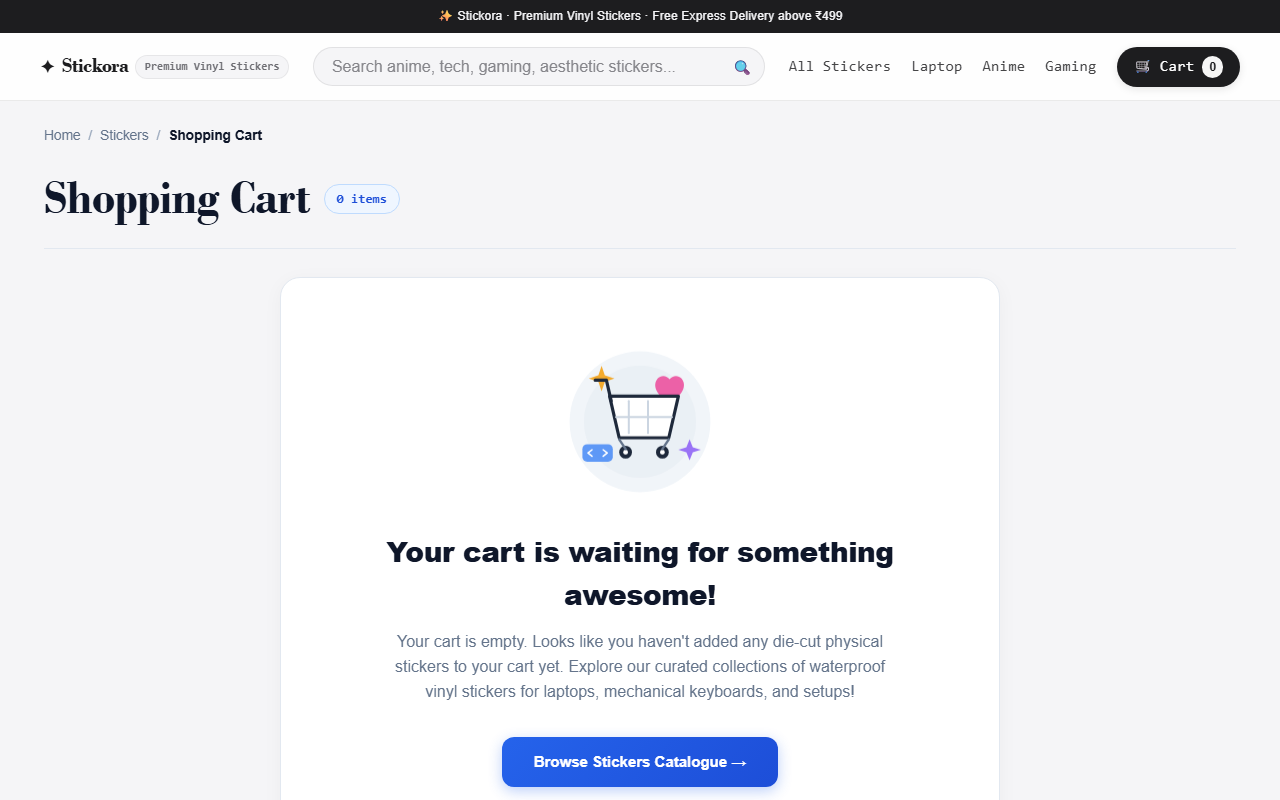 ✨ Stickora · Premium Vinyl Stickers · Free Express Delivery above ₹499
✦ Stickora Premium Vinyl Stickers Search anime, tech, gaming, aesthetic stickers... 🔍 All Stickers Laptop Anime Gaming 🛒 Cart 0
Home / Stickers / Shopping Cart
Shopping Cart 0 items
Your cart is waiting for something
awesome!
Your cart is empty. Looks like you haven't added any die-cut physical
stickers to your cart yet. Explore our curated collections of waterproof
vinyl stickers for laptops, mechanical keyboards, and setups!
Browse Stickers Catalogue →